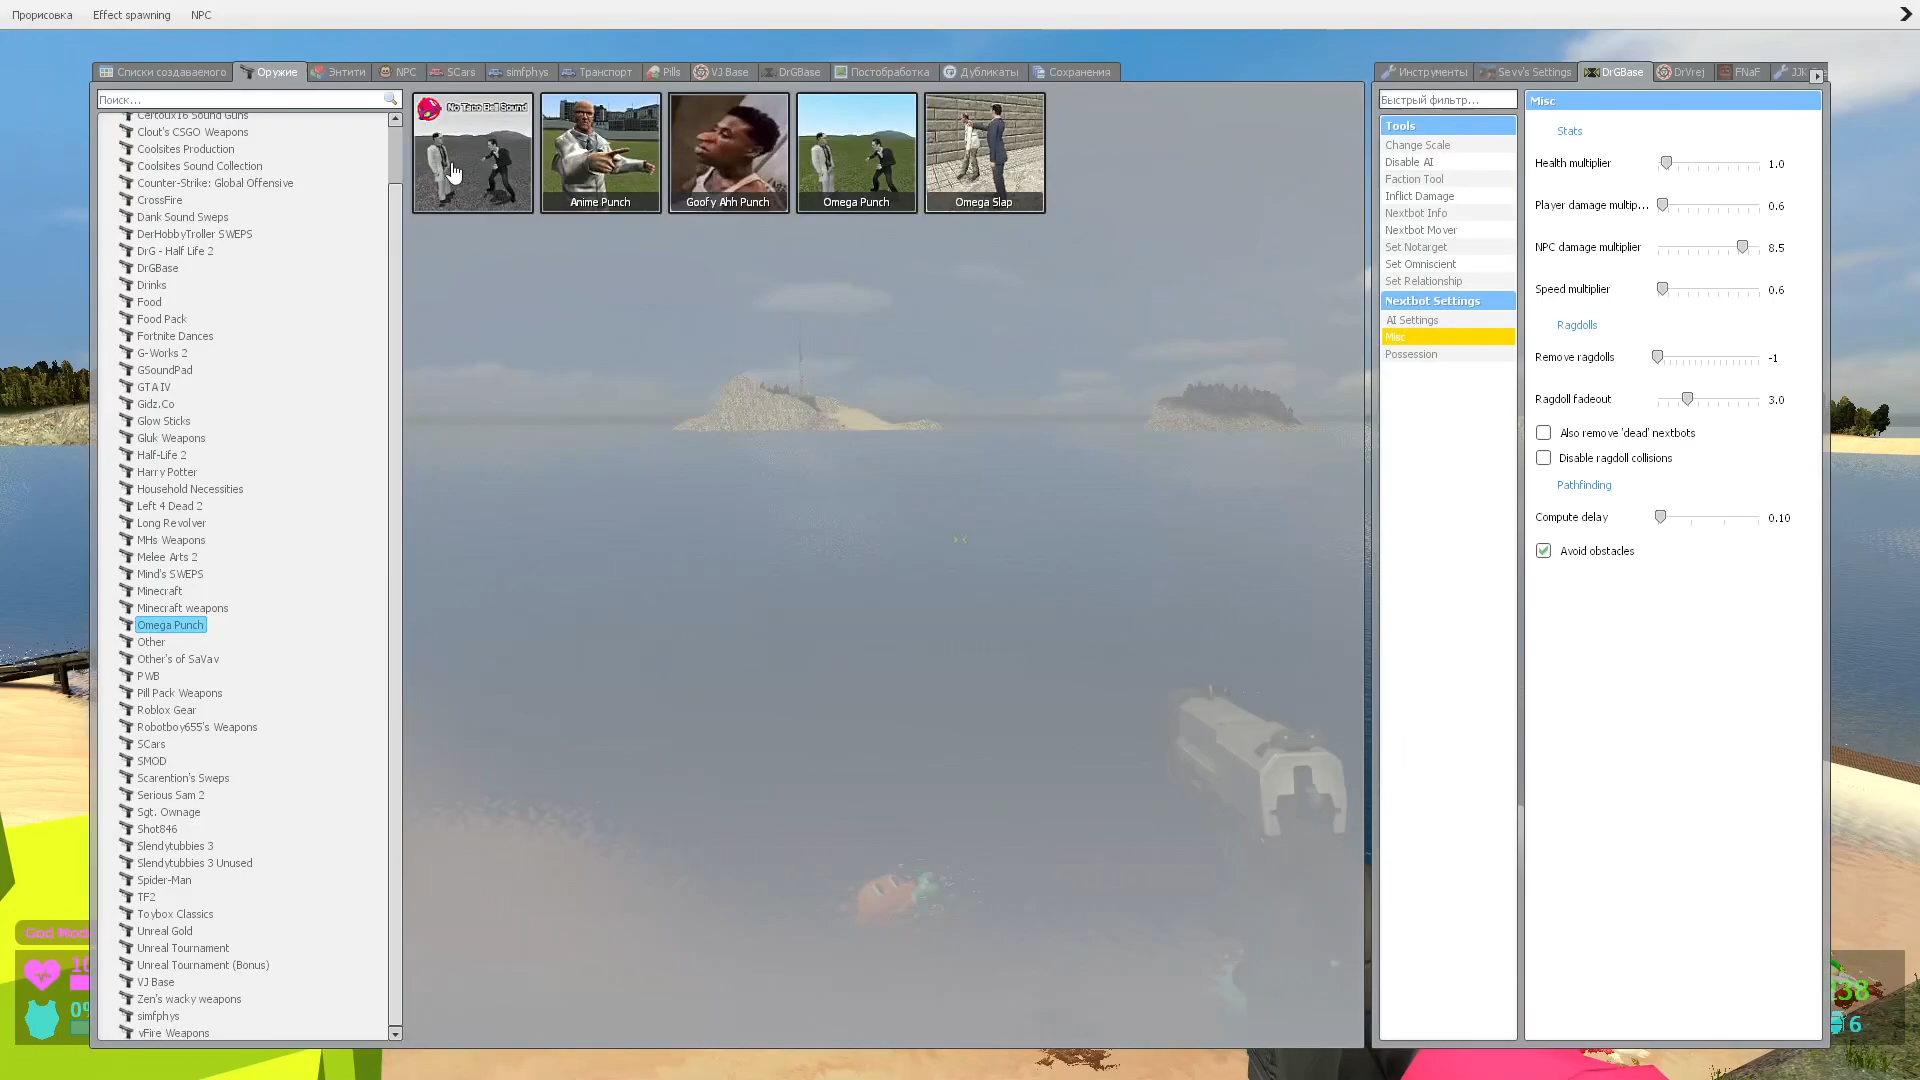 Прорисовка Effect spawning NPC
Списки создаваемого Оружие Энтити NPC SCars simfphys Транспорт Pills VJ Base DrGBase Постобработка Дубликаты Сохранения
Поиск...
Certoux16 Sound Guns
Clout's CSGO Weapons
Coolsites Production
Coolsites Sound Collection
Counter-Strike: Global Offensive
CrossFire
Dank Sound Sweps
DerHobbyTroller SWEPS
DrG - Half Life 2
DrGBase
Drinks
Food
Food Pack
Fortnite Dances
G-Works 2
GSoundPad
GTA IV
Gidz.Co
Glow Sticks
Gluk Weapons
Half-Life 2
Harry Potter
Household Necessities
Left 4 Dead 2
Long Revolver
MHs Weapons
Melee Arts 2
Mind's SWEPS
Minecraft
Minecraft weapons
Omega Punch
Other
Other's of SaVav
PWB
Pill Pack Weapons
Roblox Gear
Robotboy655's Weapons
SCars
SMOD
Scarention's Sweps
Serious Sam 2
Sgt. Ownage
Shot846
Slendytubbies 3
Slendytubbies 3 Unused
Spider-Man
TF2
Toybox Classics
Unreal Gold
Unreal Tournament
Unreal Tournament (Bonus)
VJ Base
Zen's wacky weapons
simfphys
vFire Weapons
No Taco Bell Sound
Anime Punch
Goofy Ahh Punch
Omega Punch
Omega Slap
Инструменты Sevv's Settings DrGBase DrVrej FNaF
Быстрый фильтр...
Tools
Change Scale
Disable AI
Faction Tool
Inflict Damage
Nextbot Info
Nextbot Mover
Set Notarget
Set Omniscient
Set Relationship
Nextbot Settings
AI Settings
Misc
Possession
Misc
Stats
Health multiplier 1.0
Player damage multip... 0.6
NPC damage multiplier 8.5
Speed multiplier 0.6
Ragdolls
Remove ragdolls -1
Ragdoll fadeout 3.0
Also remove 'dead' nextbots
Disable ragdoll collisions
Pathfinding
Compute delay 0.10
Avoid obstacles
God Mod
10
0%
138
6